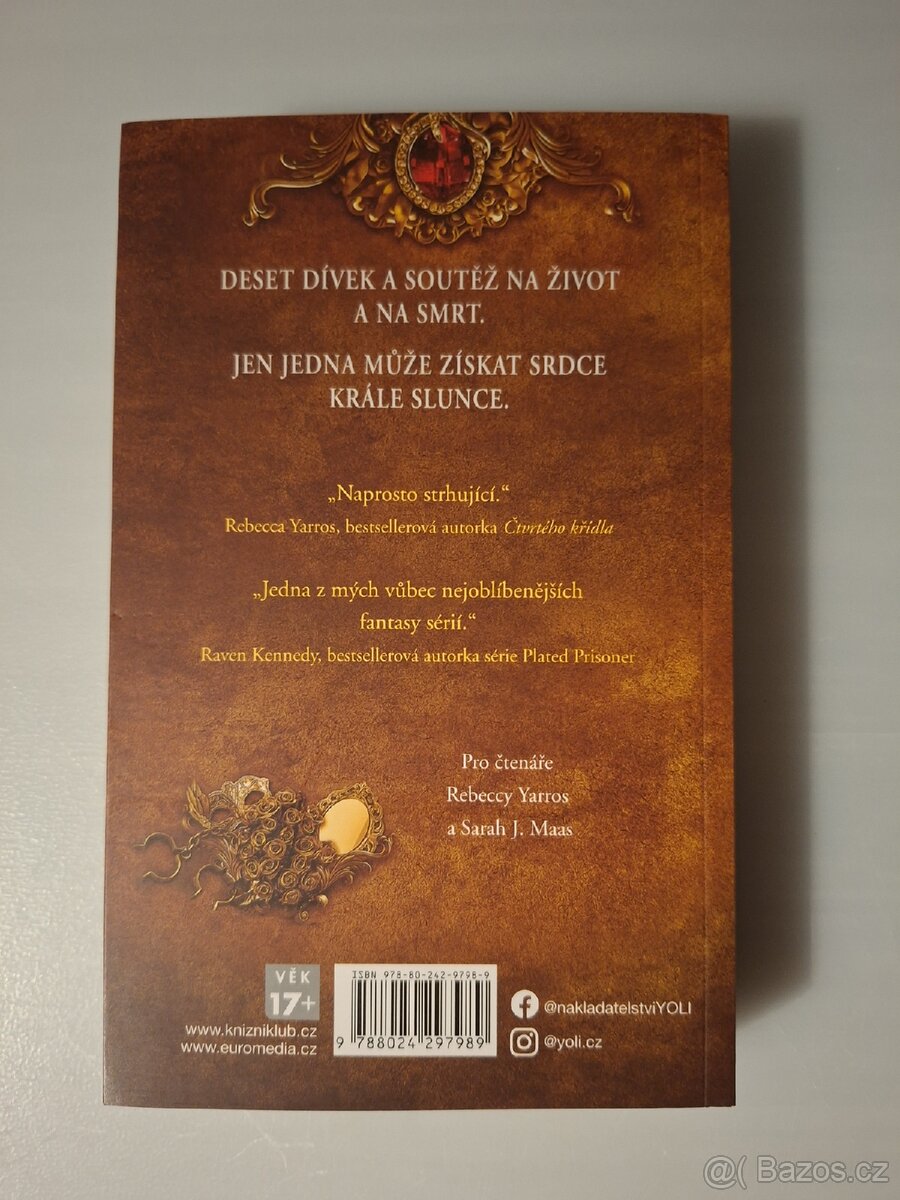 DESET DÍVEK A SOUTĚŽ NA ŽIVOT
A NA SMRT.
JEN JEDNA MŮŽE ZÍSKAT SRDCE
KRÁLE SLUNCE.
„Naprosto strhující.“
Rebecca Yarros, bestsellerová autorka Čtvrtého křídla
„Jedna z mých vůbec nejoblíbenějších
fantasy sérií.“
Raven Kennedy, bestsellerová autorka série Plated Prisoner
Pro čtenáře
Rebeccy Yarros
a Sarah J. Maas
VĚK
17+
www.knizniklub.cz
www.euromedia.cz
ISBN 978-80-242-9798-9
9 788024 297989
@nakladatelstviYOLI
@yoli.cz
@( Bazos.cz